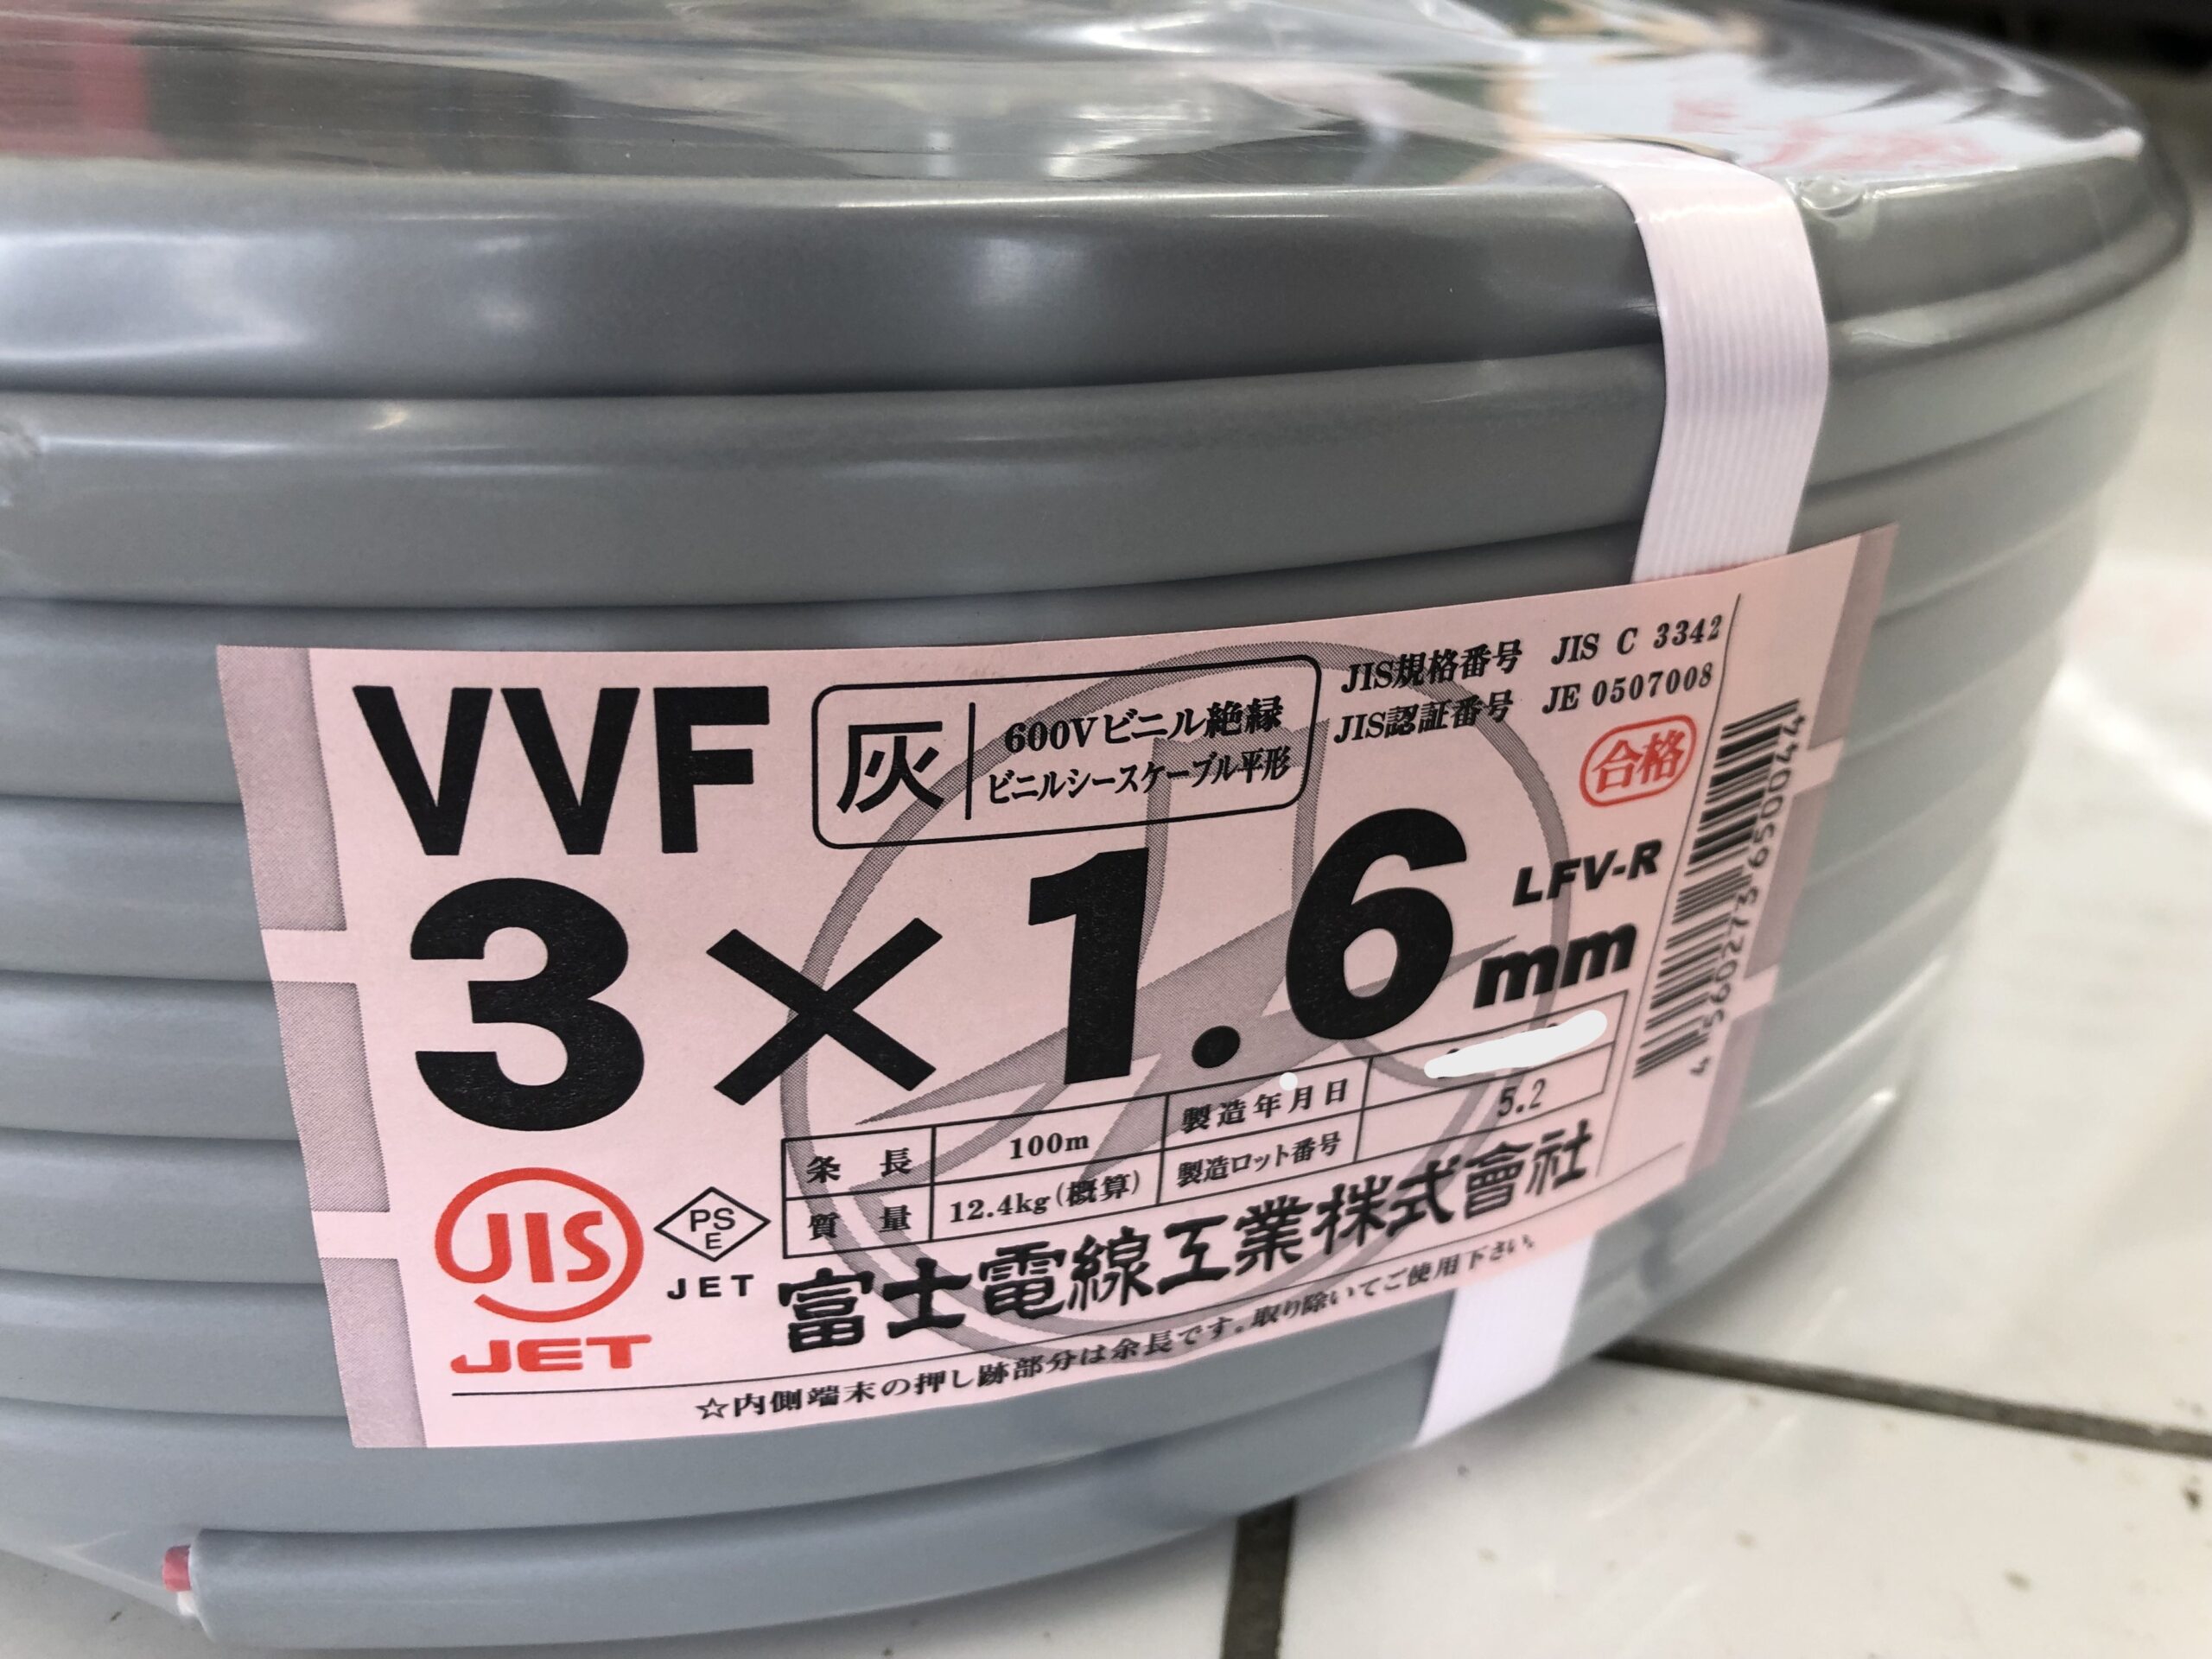 VVF
灰
600Vビニル絶縁
ビニルシースケーブル平形
JIS規格番号 JIS C 3342
JIS認証番号 JE 0507008
合格
3×1.6mm
LFV-R
条長 100m 製造年月日
質量 12.4kg(概算) 製造ロット番号 5.2
JIS
JET
PS
E
JET
富士電線工業株式會社
☆内側端末の押し跡部分は余長です。取り除いてご使用下さい。